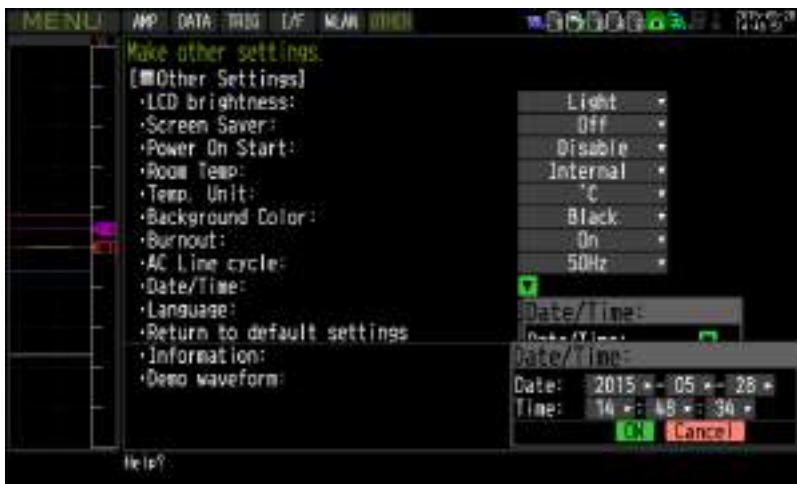 MENU AMP DATA TRIG I/F WLAN OTHER
Make other settings.
[■Other Settings]
・LCD brightness: Light
・Screen Saver: Off
・Power On Start: Disable
・Room Temp: Internal
・Temp. Unit: °C
・Background Color: Black
・Burnout: On
・AC Line cycle: 50Hz
・Date/Time:
・Language:
Date/Time:
・Return to default settings
Date/Time:
・Information:
Date/Time:
・Demo waveform:
Date: 2015 - 05 - 28
Time: 14 : 48 : 34
OK Cancel
Help?